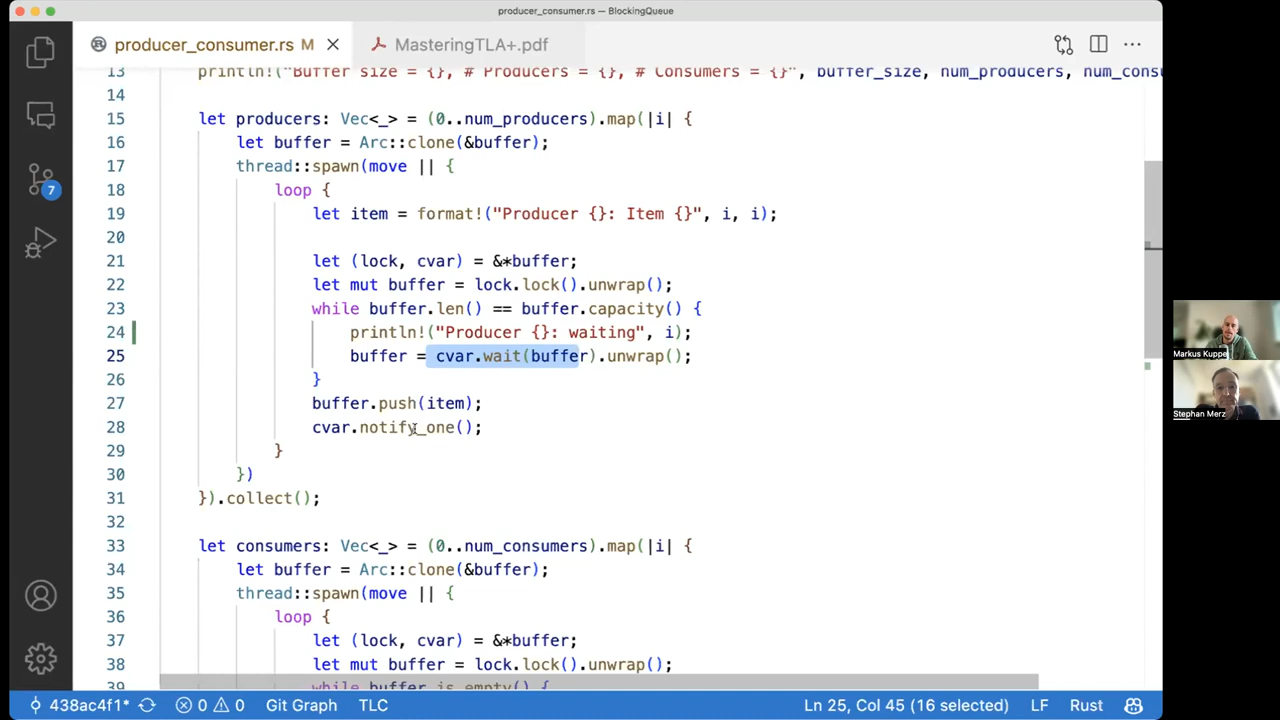 producer_consumer.rs — BlockingQueue
producer_consumer.rs M
MasteringTLA+.pdf
13 println!("Buffer size = {}, # Producers = {}, # Consumers = {}", buffer_size, num_producers, num_cons
14
15 let producers: Vec<_> = (0..num_producers).map(|i| {
16 let buffer = Arc::clone(&buffer);
17 thread::spawn(move || {
18 loop {
19 let item = format!("Producer {}: Item {}", i, i);
20
21 let (lock, cvar) = &*buffer;
22 let mut buffer = lock.lock().unwrap();
23 while buffer.len() == buffer.capacity() {
24 println!("Producer {}: waiting", i);
25 buffer = cvar.wait(buffer).unwrap();
26 }
27 buffer.push(item);
28 cvar.notify_one();
29 }
30 })
31 }).collect();
32
33 let consumers: Vec<_> = (0..num_consumers).map(|i| {
34 let buffer = Arc::clone(&buffer);
35 thread::spawn(move || {
36 loop {
37 let (lock, cvar) = &*buffer;
38 let mut buffer = lock.lock().unwrap();
39 while buffer.is_empty() {
7
Markus Kuppe
Stephan Merz
438ac4f1* 0 0 Git Graph TLC Ln 25, Col 45 (16 selected) LF Rust